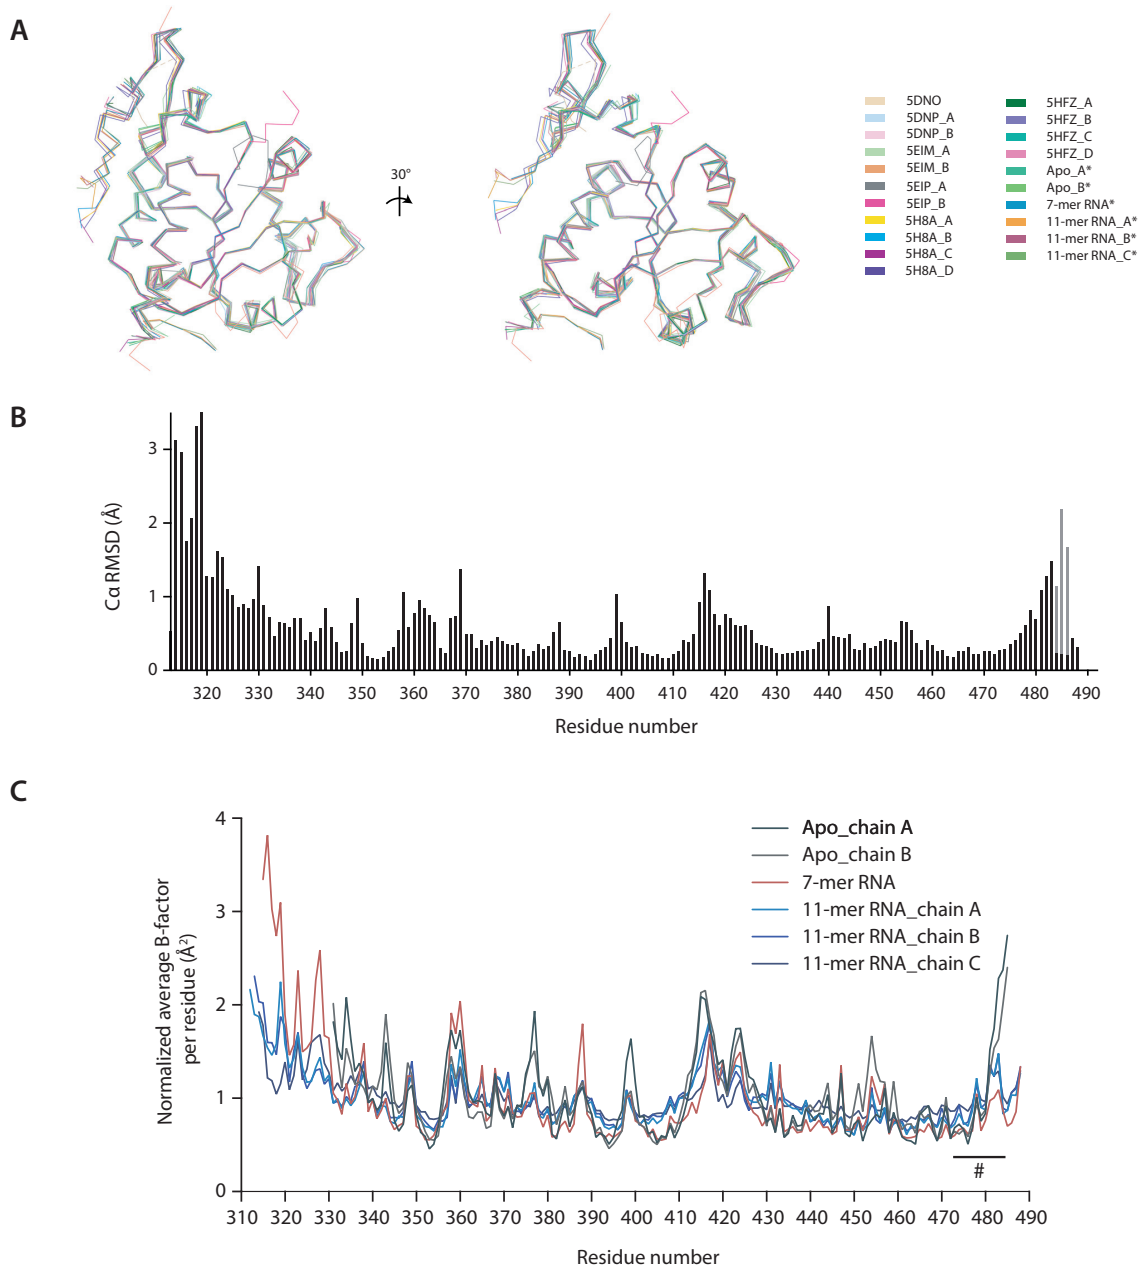 A
30°
5DNO
5DNP_A
5DNP_B
5EIM_A
5EIM_B
5EIP_A
5EIP_B
5H8A_A
5H8A_B
5H8A_C
5H8A_D
5HFZ_A
5HFZ_B
5HFZ_C
5HFZ_D
Apo_A*
Apo_B*
7-mer RNA*
11-mer RNA_A*
11-mer RNA_B*
11-mer RNA_C*
B
Cα RMSD (Å)
3
2
1
0
320 330 340 350 360 370 380 390 400 410 420 430 440 450 460 470 480 490
Residue number
C
Normalized average B-factor
per residue (Å²)
4
3
2
1
0
Apo_chain A
Apo_chain B
7-mer RNA
11-mer RNA_chain A
11-mer RNA_chain B
11-mer RNA_chain C
#
310 320 330 340 350 360 370 380 390 400 410 420 430 440 450 460 470 480 490
Residue number